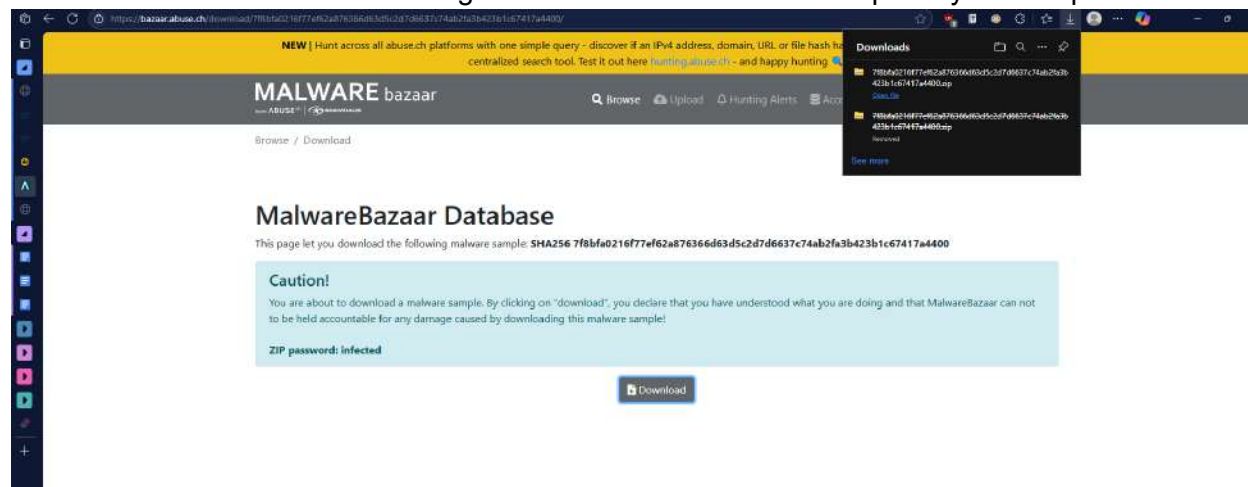 https://bazaar.abuse.ch/download/7f8bfa0216f77ef62a876366d63d5c2d7d6637c74ab2fa3b423b1c67417a4400/
NEW | Hunt across all abuse.ch platforms with one simple query - discover if an IPv4 address, domain, URL or file hash ha
centralized search tool. Test it out here hunting.abuse.ch - and happy hunting
Downloads
7f8bfa0216f77ef62a876366d63d5c2d7d6637c74ab2fa3b
423b1c67417a4400.zip
Open file
7f8bfa0216f77ef62a876366d63d5c2d7d6637c74ab2fa3b
423b1c67417a4400.zip
Removed
See more
MALWARE bazaar
ABUSE
Browse Upload Hunting Alerts Acco
Browse / Download
MalwareBazaar Database
This page let you download the following malware sample: SHA256 7f8bfa0216f77ef62a876366d63d5c2d7d6637c74ab2fa3b423b1c67417a4400
Caution!
You are about to download a malware sample. By clicking on "download", you declare that you have understood what you are doing and that MalwareBazaar can not
to be held accountable for any damage caused by downloading this malware sample!
ZIP password: infected
Download